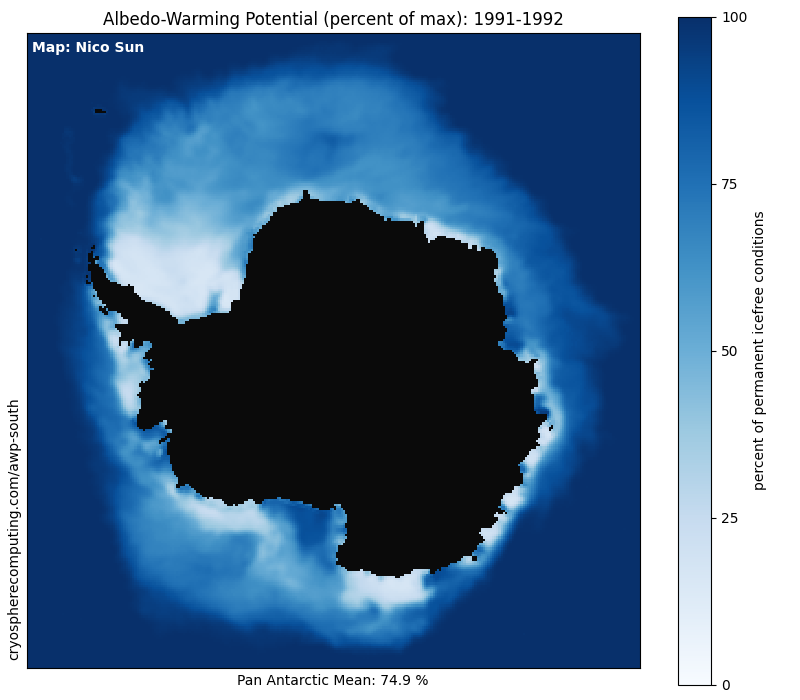 Albedo-Warming Potential (percent of max): 1991-1992
Map: Nico Sun
cryospherecomputing.com/awp-south
Pan Antarctic Mean: 74.9 %
100
75
50
25
0
percent of permanent icefree conditions